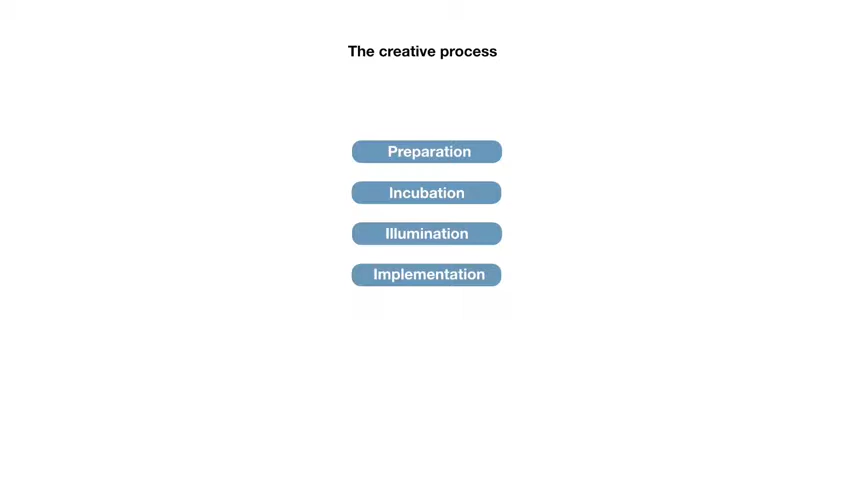 The creative process
Preparation
Incubation
Illumination
Implementation